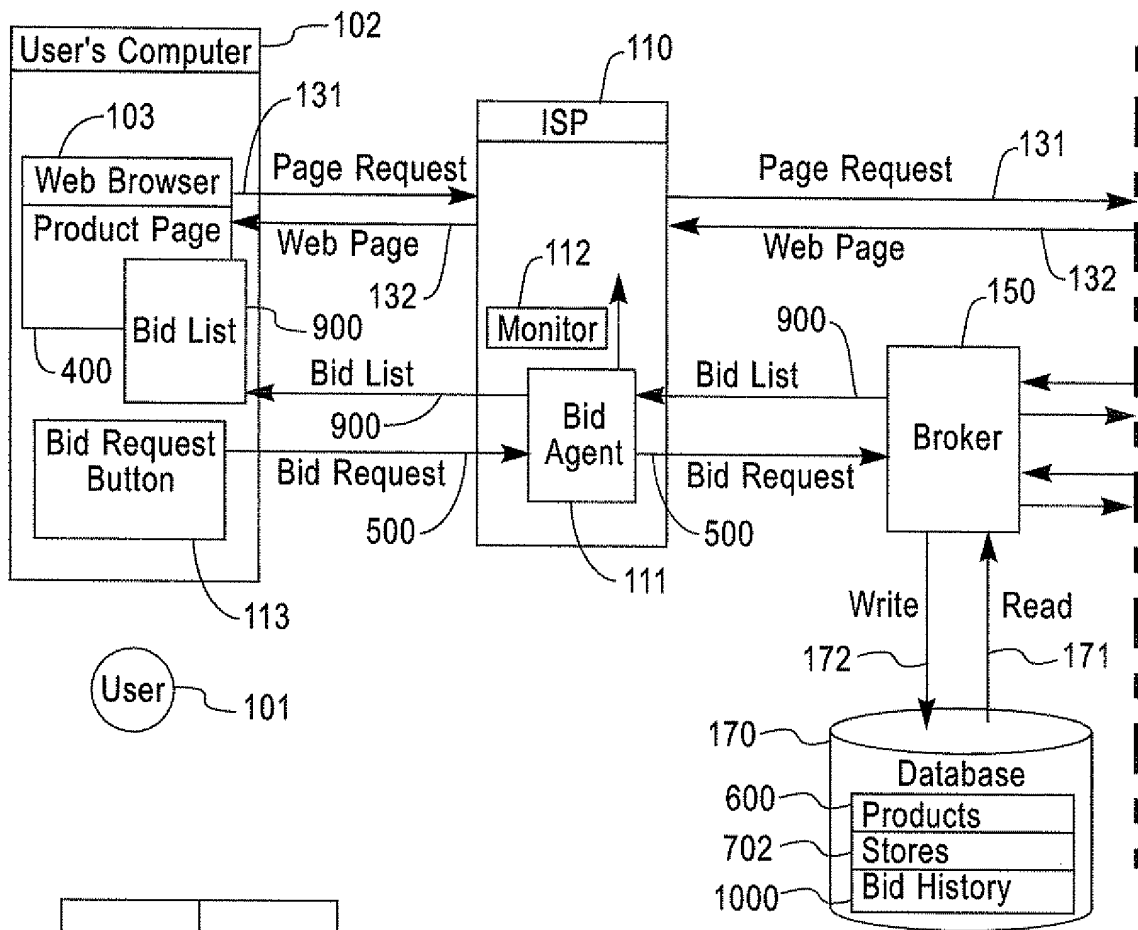 102
User's Computer
110
131
103
ISP
131
Web Browser
Page Request
Page Request
Product Page
Web Page
Web Page
112
132
132
150
Monitor
900
900
Bid List
400
Bid List
Bid List
900
Bid Agent
Broker
Bid Request Button
Bid Request
Bid Request
500
500
111
113
Write
Read
172
171
User
101
170
Database
600
Products
702
Stores
1000
Bid History